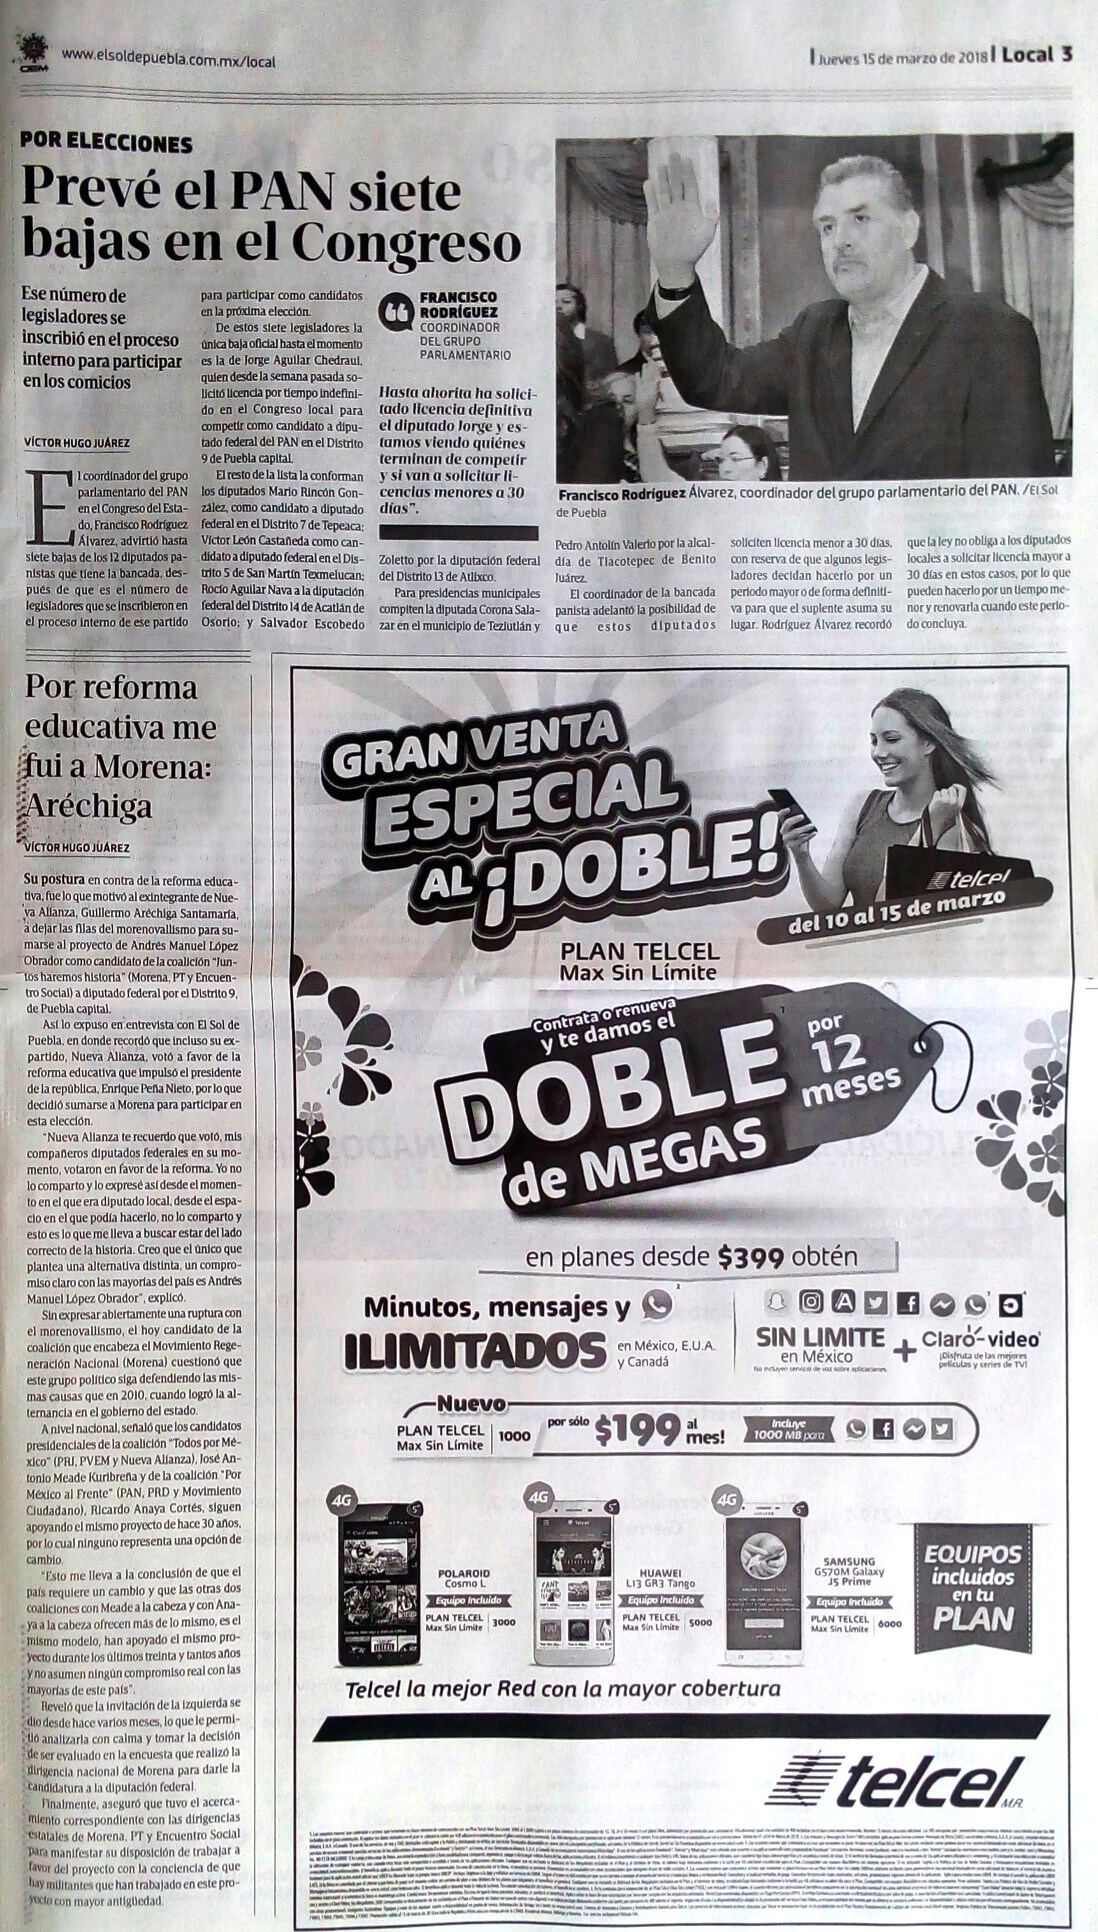 OEM
www.elsoldepuebla.com.mx/local
| Jueves 15 de marzo de 2018 | Local 3
POR ELECCIONES
Prevé el PAN siete
bajas en el Congreso
Ese número de
legisladores se
inscribió en el proceso
interno para participar
en los comicios
VÍCTOR HUGO JUÁREZ
El coordinador del grupo
parlamentario del PAN
en el Congreso del Esta-
do, Francisco Rodríguez
Álvarez, advirtió hasta
siete bajas de los 12 diputados pa-
nistas que tiene la bancada, des-
pués de que es el número de
legisladores que se inscribieron en
el proceso interno de ese partido
para participar como candidatos
en la próxima elección.
De estos siete legisladores la
única baja oficial hasta el momento
es la de Jorge Aguilar Chedraui,
quien desde la semana pasada so-
licitó licencia por tiempo indefini-
do en el Congreso local para
competir como candidato a dipu-
tado federal del PAN en el Distrito
9 de Puebla capital.
El resto de la lista la conforman
los diputados Mario Rincón Gon-
zález, como candidato a diputado
federal en el Distrito 7 de Tepeaca;
Víctor León Castañeda como can-
didato a diputado federal en el Dis-
trito 5 de San Martín Texmelucan;
Rocío Aguilar Nava a la diputación
federal del Distrito 14 de Acatlán de
Osorio; y Salvador Escobedo
FRANCISCO
RODRÍGUEZ
COORDINADOR
DEL GRUPO
PARLAMENTARIO
Hasta ahorita ha solici-
tado licencia definitiva
el diputado Jorge y es-
tamos viendo quiénes
terminan de competir
y si van a solicitar li-
cencias menores a 30
días".
Zoletto por la diputación federal
del Distrito 13 de Atlixco.
Para presidencias municipales
compiten la diputada Corona Sala-
zar en el municipio de Teziutlán y
Francisco Rodríguez Álvarez, coordinador del grupo parlamentario del PAN. /El Sol
de Puebla
Pedro Antolín Valerio por la alcal-
día de Tlacotepec de Benito
Juárez.
El coordinador de la bancada
panista adelantó la posibilidad de
que estos diputados
soliciten licencia menor a 30 días,
con reserva de que algunos legis-
ladores decidan hacerlo por un
periodo mayor o de forma definiti-
va para que el suplente asuma su
lugar. Rodríguez Álvarez recordó
que la ley no obliga a los diputados
locales a solicitar licencia mayor a
30 días en estos casos, por lo que
pueden hacerlo por un tiempo me-
nor y renovarla cuando este perio-
do concluya.
Por reforma
educativa me
fui a Morena:
Aréchiga
VÍCTOR HUGO JUÁREZ
Su postura en contra de la reforma educa-
tiva, fue lo que motivó al exintegrante de Nue-
va Alianza, Guillermo Aréchiga Santamaría,
a dejar las filas del morenovallismo para su-
marse al proyecto de Andrés Manuel López
Obrador como candidato de la coalición "Jun-
tos haremos historia" (Morena, PT y Encuen-
tro Social) a diputado federal por el Distrito 9,
de Puebla capital.
Así lo expuso en entrevista con El Sol de
Puebla, en donde recordó que incluso su ex-
partido, Nueva Alianza, votó a favor de la
reforma educativa que impulsó el presidente
de la república, Enrique Peña Nieto, por lo que
decidió sumarse a Morena para participar en
esta elección.
"Nueva Alianza te recuerdo que votó, mis
compañeros diputados federales en su mo-
mento, votaron en favor de la reforma. Yo no
lo comparto y lo expresé así desde el momen-
to en el que era diputado local, desde el espa-
cio en el que podía hacerlo, no lo comparto y
esto es lo que me lleva a buscar estar del lado
correcto de la historia. Creo que el único que
plantea una alternativa distinta, un compro-
miso claro con las mayorías del país es Andrés
Manuel López Obrador", explicó.
Sin expresar abiertamente una ruptura con
el morenovallismo, el hoy candidato de la
coalición que encabeza el Movimiento Rege-
neración Nacional (Morena) cuestionó que
este grupo político siga defendiendo las mis-
mas causas que en 2010, cuando logró la al-
ternancia en el gobierno del estado.
A nivel nacional, señaló que los candidatos
presidenciales de la coalición "Todos por Mé-
xico" (PRI, PVEM y Nueva Alianza), José An-
tonio Meade Kuribreña y de la coalición "Por
México al Frente" (PAN, PRD y Movimiento
Ciudadano), Ricardo Anaya Cortés, siguen
apoyando el mismo proyecto de hace 30 años,
por lo cual ninguno representa una opción de
cambio.
"Esto me lleva a la conclusión de que el
país requiere un cambio y que las otras dos
coaliciones con Meade a la cabeza y con Ana-
ya a la cabeza ofrecen más de lo mismo, es el
mismo modelo, han apoyado el mismo pro-
yecto durante los últimos treinta y tantos años
y no asumen ningún compromiso real con las
mayorías de este país".
Reveló que la invitación de la izquierda se
dio desde hace varios meses, lo que le permi-
tió analizarla con calma y tomar la decisión
de ser evaluado en la encuesta que realizó la
dirigencia nacional de Morena para darle la
candidatura a la diputación federal.
Finalmente, aseguró que tuvo el acerca-
miento correspondiente con las dirigencias
estatales de Morena, PT y Encuentro Social
para manifestar su disposición de trabajar a
favor del proyecto con la conciencia de que
hay militantes que han trabajado en este pro-
yecto con mayor antigüedad.
GRAN VENTA
ESPECIAL
AL ¡DOBLE!
telcel
del 10 al 15 de marzo
PLAN TELCEL
Max Sin Límite
Contrata o renueva
y te damos el
DOBLE
de MEGAS
por
12
meses
en planes desde $399 obtén
Minutos, mensajes y
ILIMITADOS
en México, E.U.A.
y Canadá
SIN LIMITE
en México
No incluyen servicio de voz sobre aplicaciones.
+ Claro-video
¡Disfruta de las mejores
películas y series de TV!
Nuevo
PLAN TELCEL
Max Sin Límite
1000
por sólo $199 al mes!
Incluye
1000 MB para
4G
5"
POLAROID
Cosmo L
Equipo Incluido
PLAN TELCEL
Max Sin Límite
3000
4G
5"
HUAWEI
L13 GR3 Tango
Equipo Incluido
PLAN TELCEL
Max Sin Límite
5000
4G
5"
SAMSUNG
G570M Galaxy
J5 Prime
Equipo Incluido
PLAN TELCEL
Max Sin Límite
6000
EQUIPOS
incluidos
en tu
PLAN
Telcel la mejor Red con la mayor cobertura
telcel M.R.